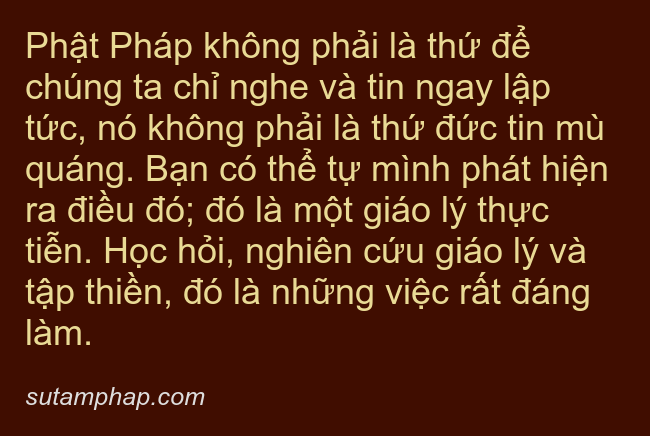 Phật Pháp không phải là thứ để
chúng ta chỉ nghe và tin ngay lập
tức, nó không phải là thứ đức tin mù
quáng. Bạn có thể tự mình phát hiện
ra điều đó; đó là một giáo lý thực
tiễn. Học hỏi, nghiên cứu giáo lý và
tập thiền, đó là những việc rất đáng
làm.
sutamphap.com